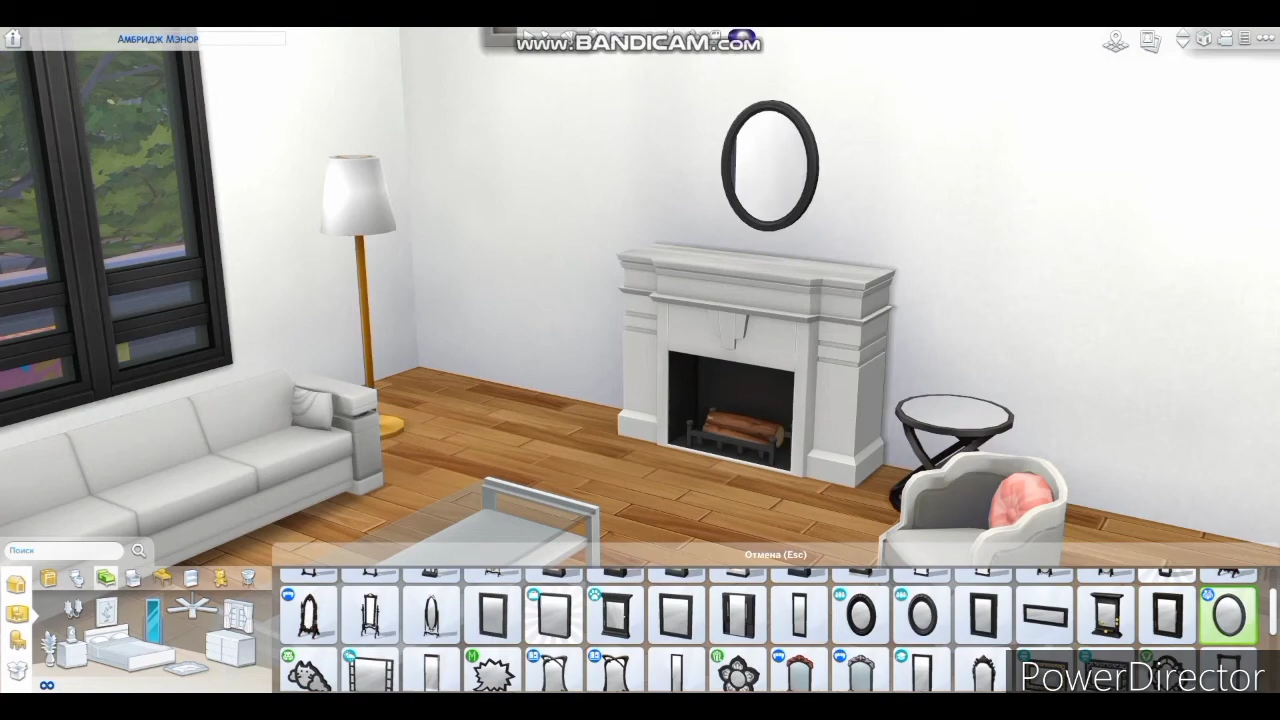 Амбридж Мэнор
www.BANDICAM.com
Поиск
Отмена (Esc)
PowerDirector